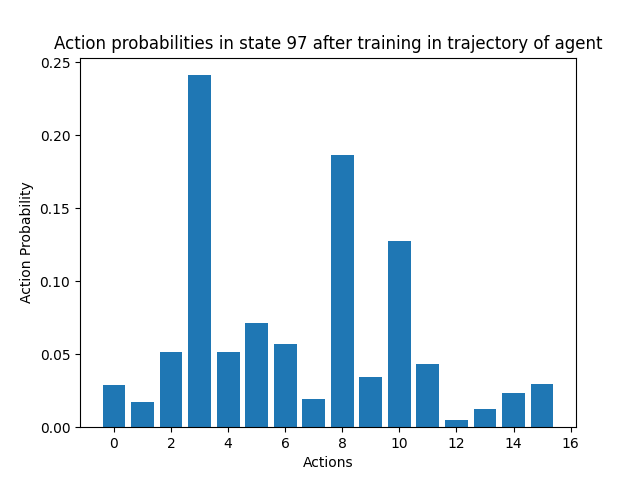 Action probabilities in state 97 after training in trajectory of agent
0.25
0.20
0.15
0.10
0.05
0.00
Action Probability
0 2 4 6 8 10 12 14 16
Actions